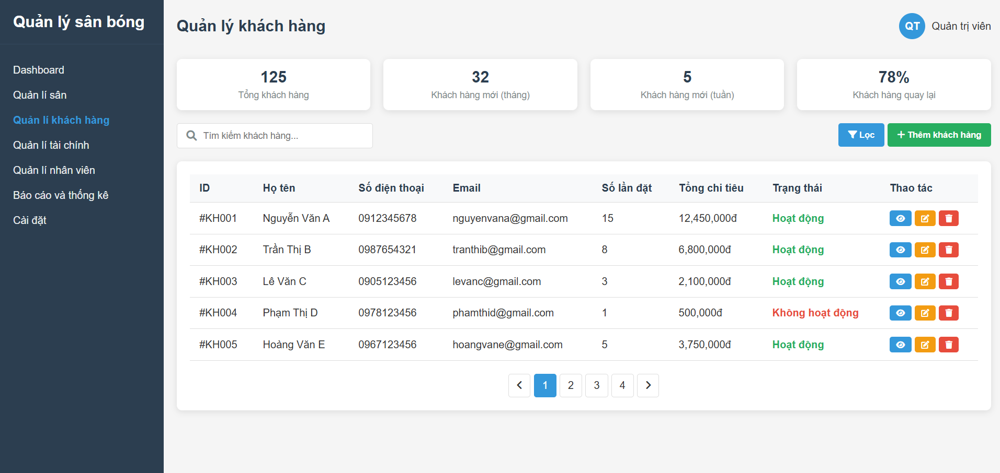 Quản lý sân bóng
Dashboard
Quản lí sân
Quản lí khách hàng
Quản lí tài chính
Quản lí nhân viên
Báo cáo và thống kê
Cài đặt
Quản lý khách hàng
QT Quản trị viên
125
Tổng khách hàng
32
Khách hàng mới (tháng)
5
Khách hàng mới (tuần)
78%
Khách hàng quay lại
Tìm kiếm khách hàng...
Lọc
Thêm khách hàng
ID Họ tên Số điện thoại Email Số lần đặt Tổng chi tiêu Trạng thái Thao tác
#KH001 Nguyễn Văn A 0912345678 nguyenvana@gmail.com 15 12,450,000đ Hoạt động
#KH002 Trần Thị B 0987654321 tranthib@gmail.com 8 6,800,000đ Hoạt động
#KH003 Lê Văn C 0905123456 levanc@gmail.com 3 2,100,000đ Hoạt động
#KH004 Phạm Thị D 0978123456 phamthid@gmail.com 1 500,000đ Không hoạt động
#KH005 Hoàng Văn E 0967123456 hoangvane@gmail.com 5 3,750,000đ Hoạt động
1 2 3 4